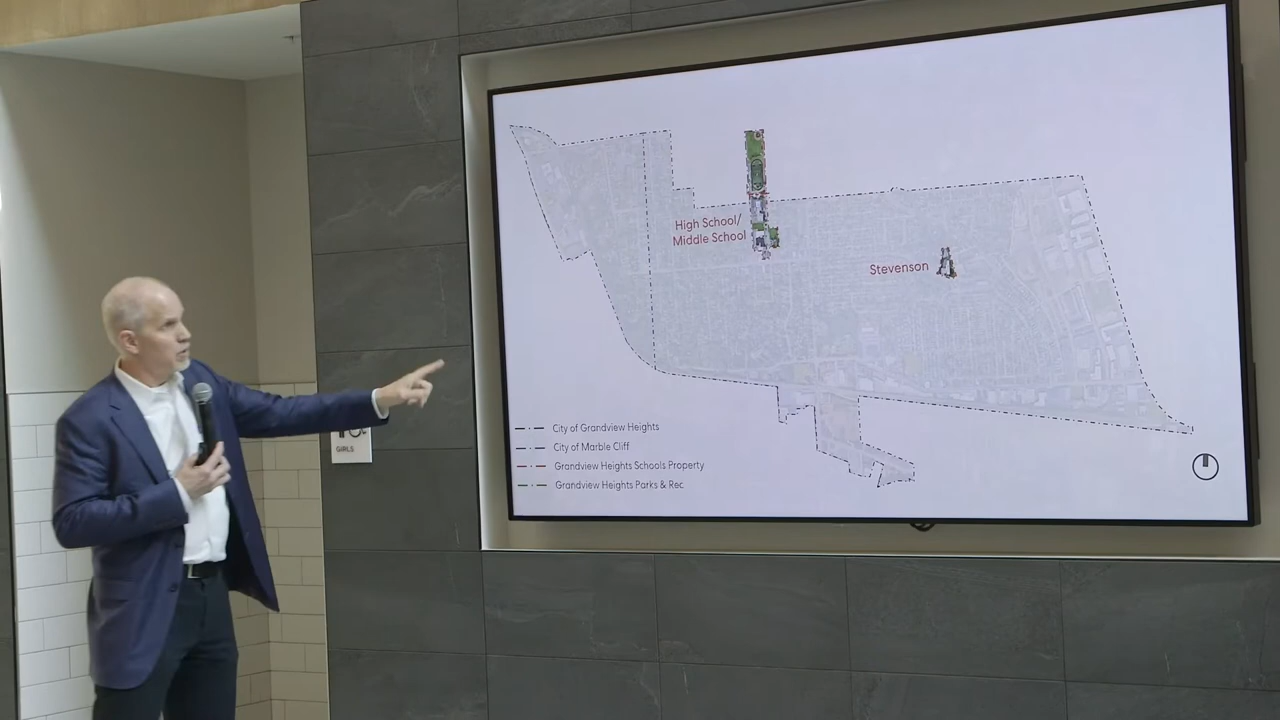 High School/
Middle School
Stevenson
City of Grandview Heights
City of Marble Cliff
Grandview Heights Schools Property
Grandview Heights Parks & Rec
GIRLS